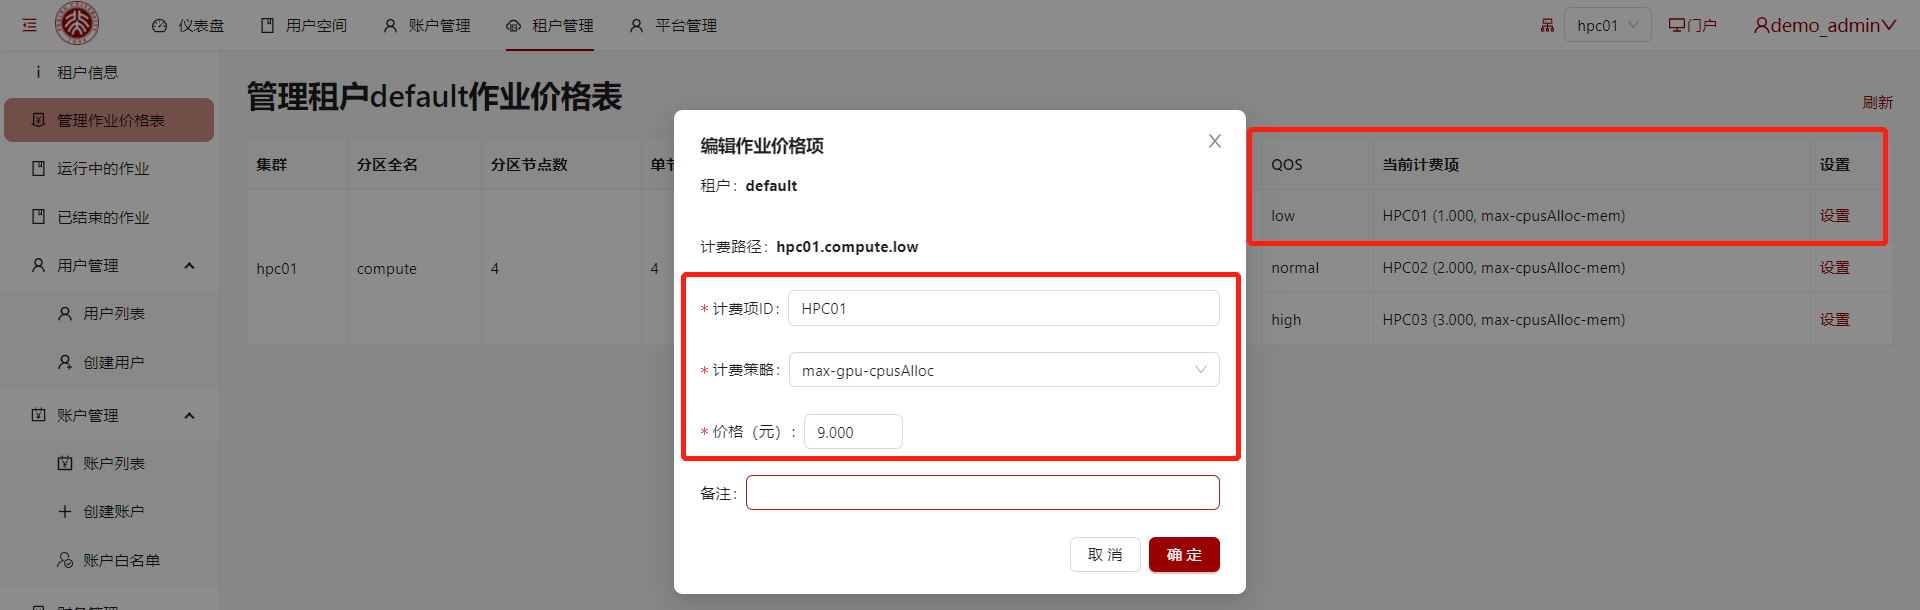 仪表盘
用户空间
账户管理
租户管理
平台管理
hpc01
门户
demo_admin
租户信息
管理作业价格表
运行中的作业
已结束的作业
用户管理
用户列表
创建用户
账户管理
账户列表
创建账户
账户白名单
财务管理
管理租户default作业价格表
刷新
集群 分区全名 分区节点数 单节 QOS 当前计费项 设置
hpc01 compute 4 4
low HPC01 (1.000, max-cpusAlloc-mem) 设置
normal HPC02 (2.000, max-cpusAlloc-mem) 设置
high HPC03 (3.000, max-cpusAlloc-mem) 设置
编辑作业价格项
租户：default
计费路径：hpc01.compute.low
* 计费项ID： HPC01
* 计费策略： max-gpu-cpusAlloc
* 价格（元）： 9.000
备注：
取 消 确 定